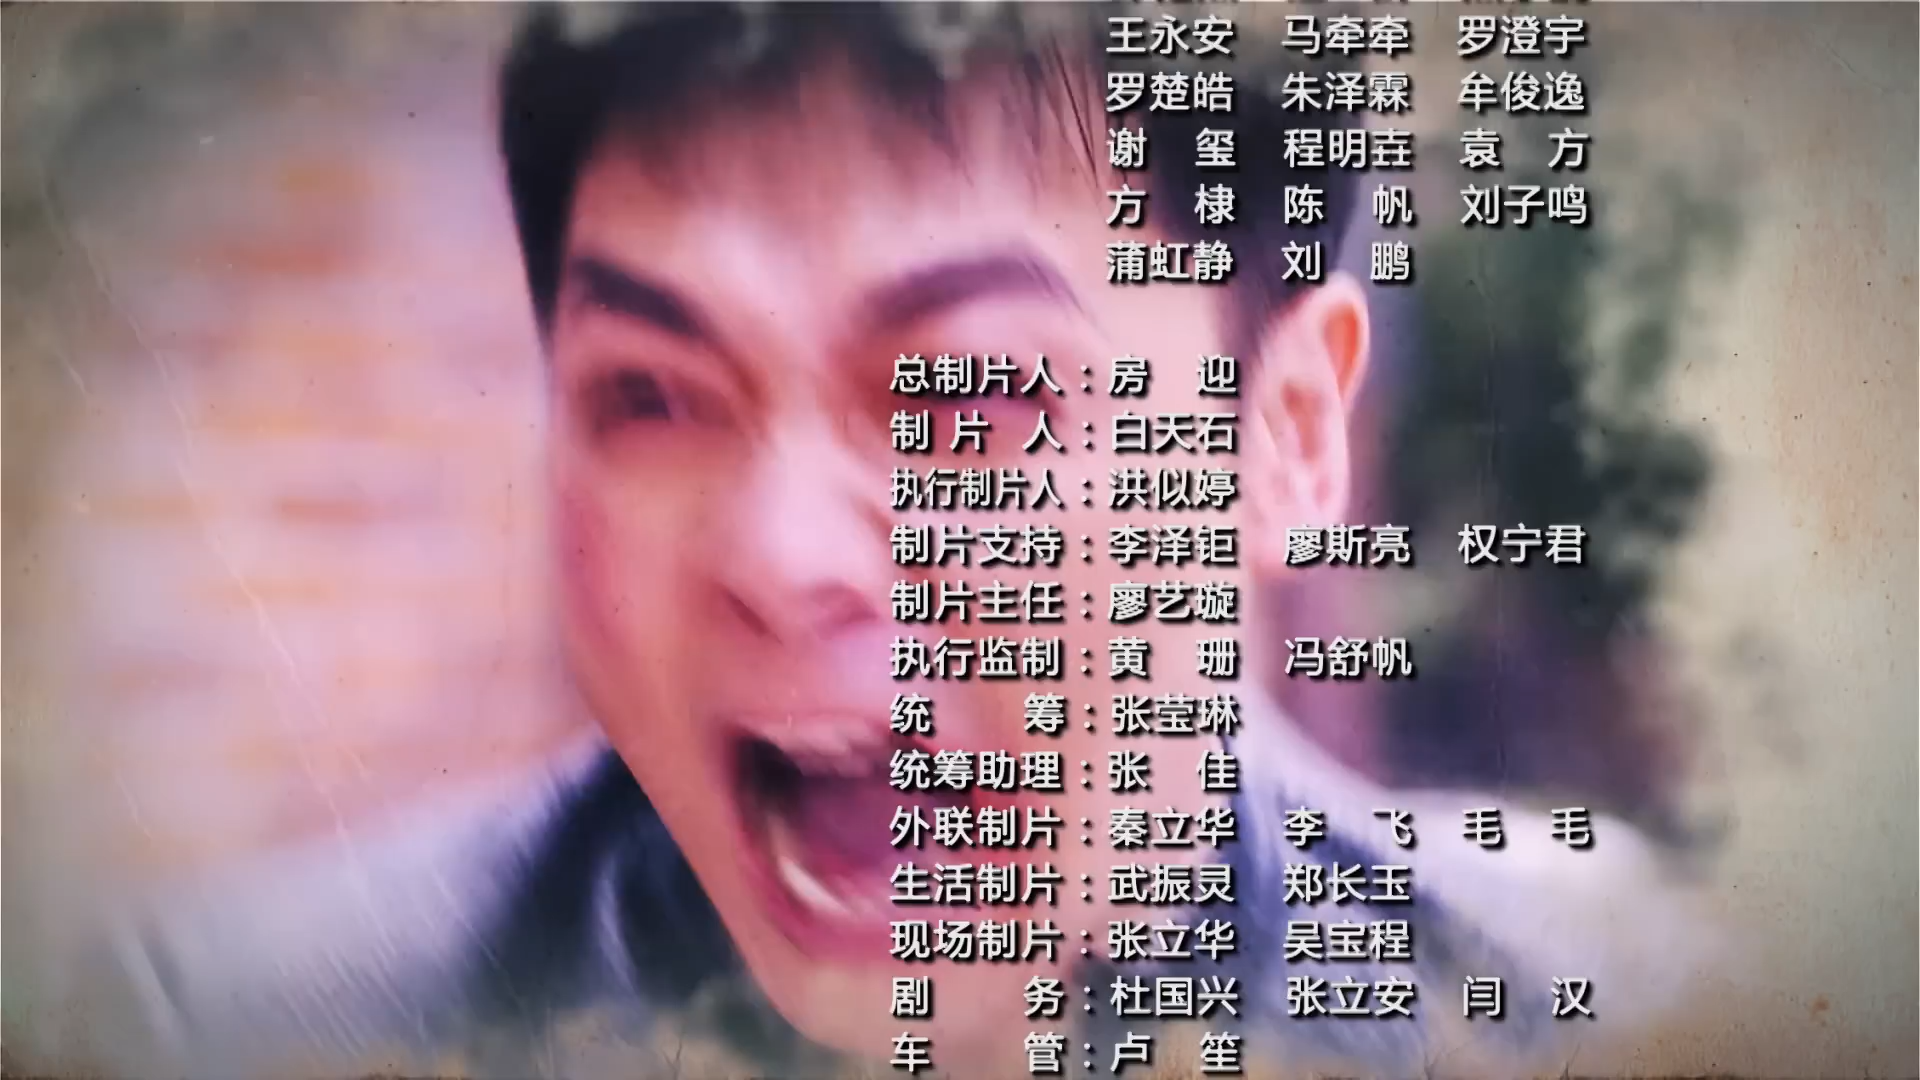 王永安 马牵牵 罗澄宇
罗楚皓 朱泽霖 牟俊逸
谢 玺 程明垚 袁 方
方 棣 陈 帆 刘子鸣
蒲虹静 刘 鹏
总制片人：房 迎
制片人：白天石
执行制片人：洪似婷
制片支持：李泽钜 廖斯亮 权宁君
制片主任：廖艺璇
执行监制：黄 珊 冯舒帆
统 筹：张莹琳
统筹助理：张 佳
外联制片：秦立华 李 飞 毛 毛
生活制片：武振灵 郑长玉
现场制片：张立华 吴宝程
剧 务：杜国兴 张立安 闫 汉
车 管：卢 笙